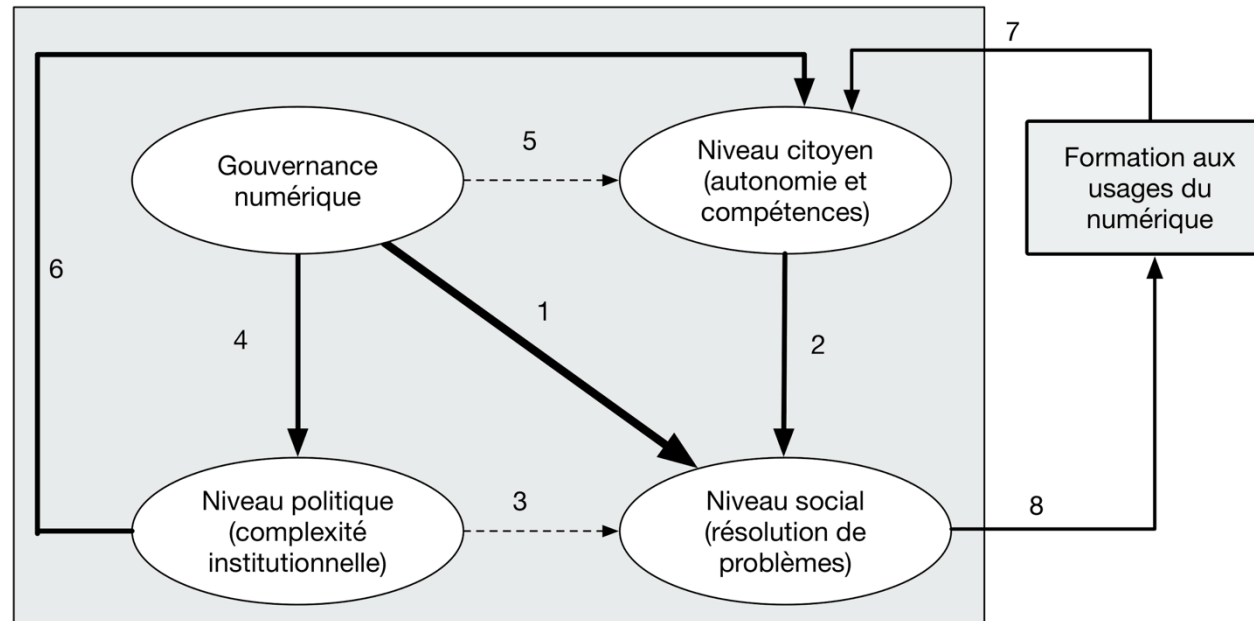 7
Gouvernance
numérique
5
Niveau citoyen
(autonomie et
compétences)
Formation aux
usages du
numérique
6
4
1
2
Niveau politique
(complexité
institutionnelle)
3
Niveau social
(résolution de
problèmes)
8